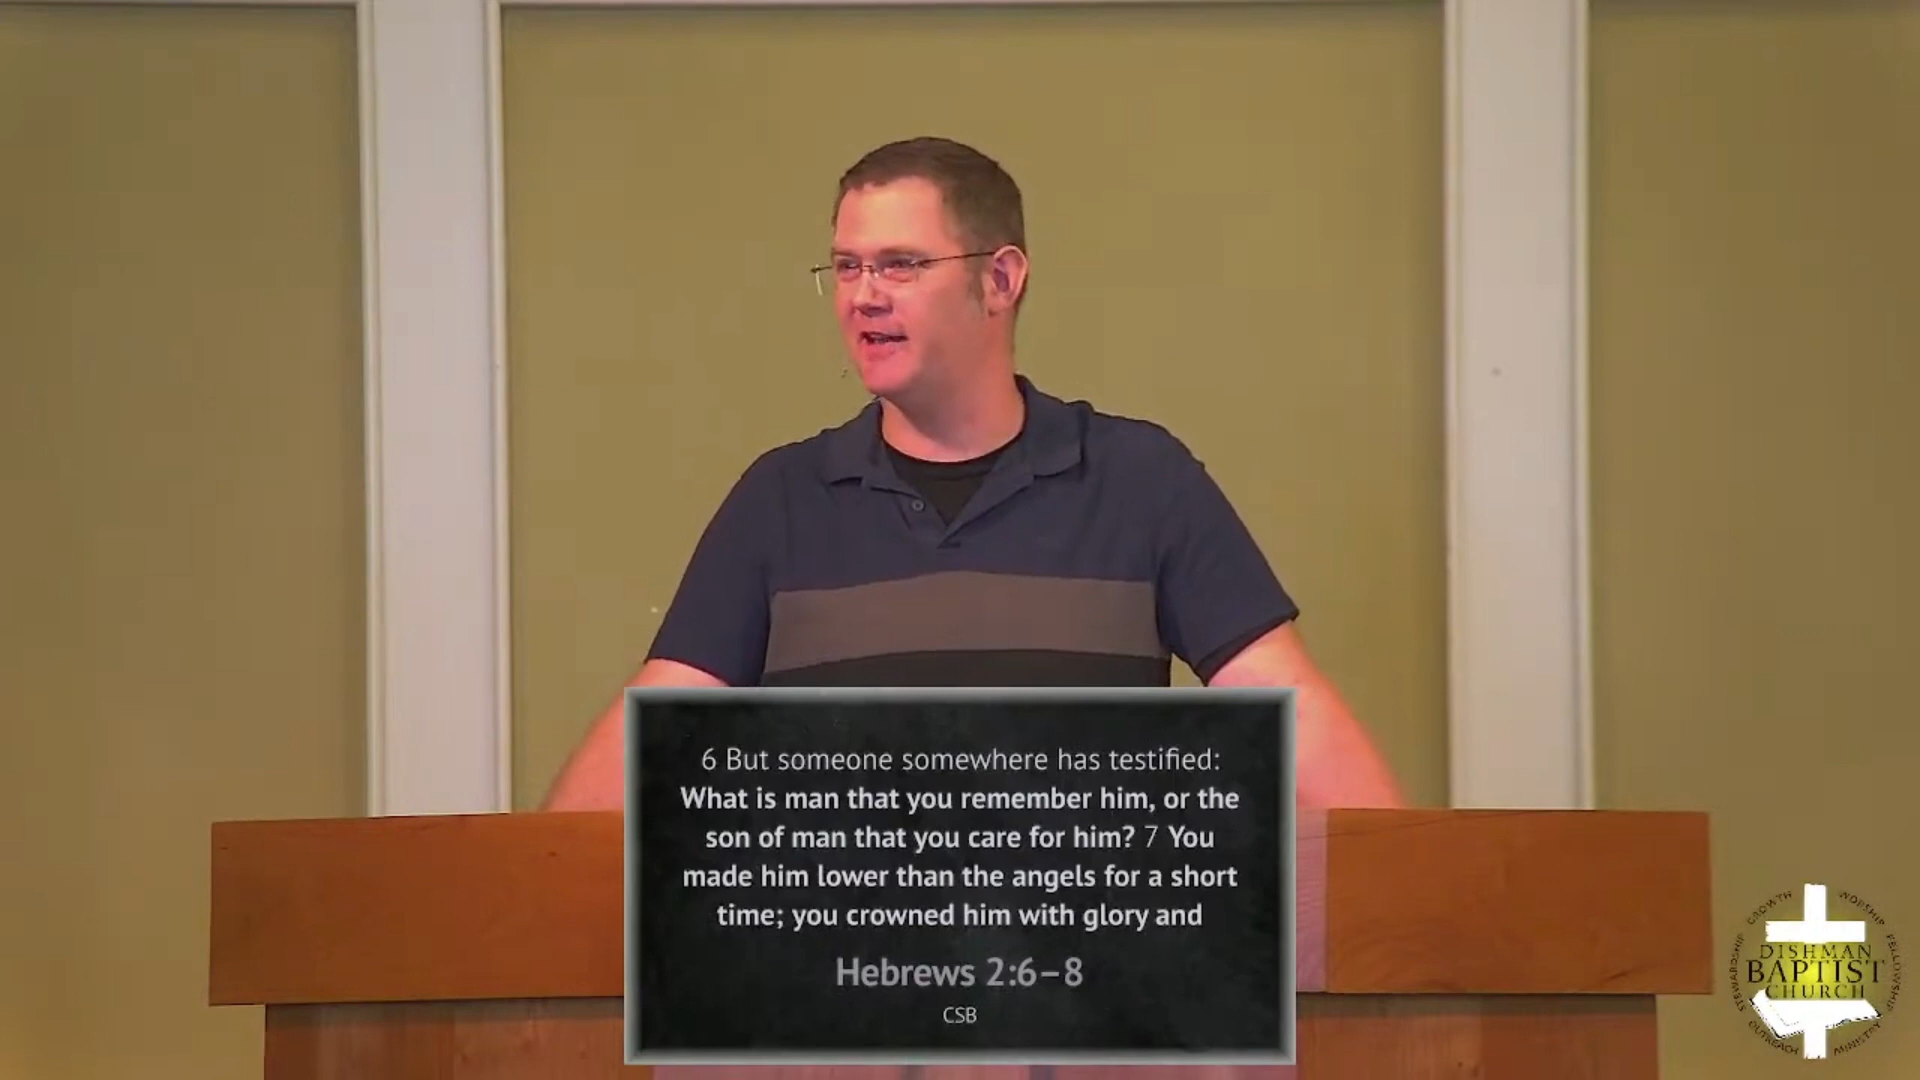 6 But someone somewhere has testified:
What is man that you remember him, or the
son of man that you care for him? 7 You
made him lower than the angels for a short
time; you crowned him with glory and
Hebrews 2:6–8
CSB
DISHMAN
BAPTIST
CHURCH
GROWTH
WORSHIP
FELLOWSHIP
MINISTRY
OUTREACH
STEWARDSHIP